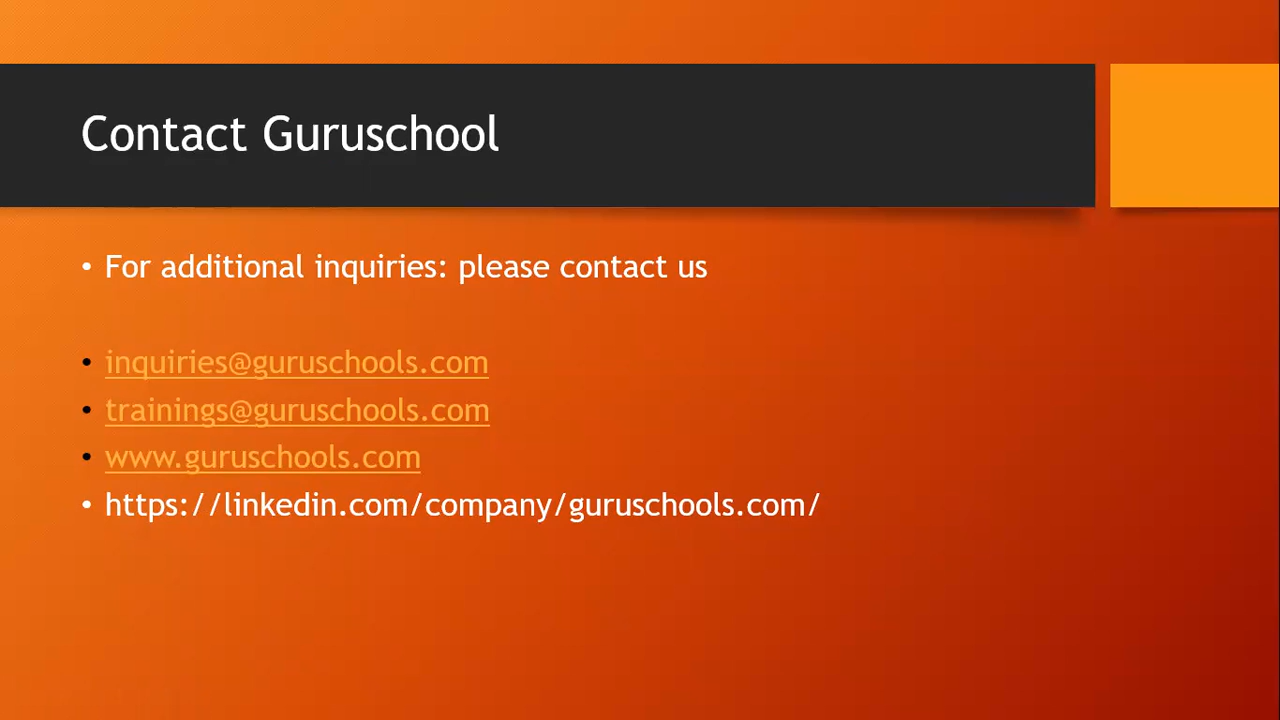 Contact Guruschool
• For additional inquiries: please contact us
• inquiries@guruschools.com
• trainings@guruschools.com
• www.guruschools.com
• https://linkedin.com/company/guruschools.com/